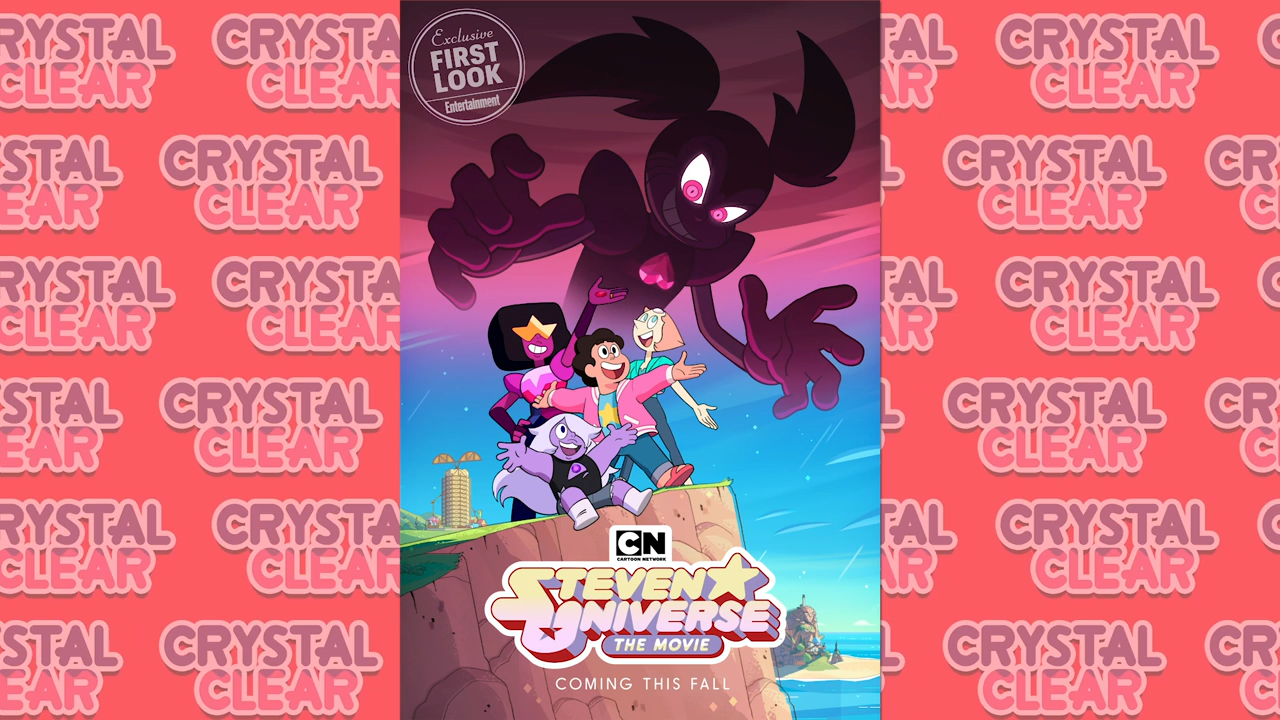 CRYSTAL
CLEAR
Exclusive
FIRST
LOOK
Entertainment
CN
CARTOON NETWORK
STEVEN
UNIVERSE
THE MOVIE
COMING THIS FALL